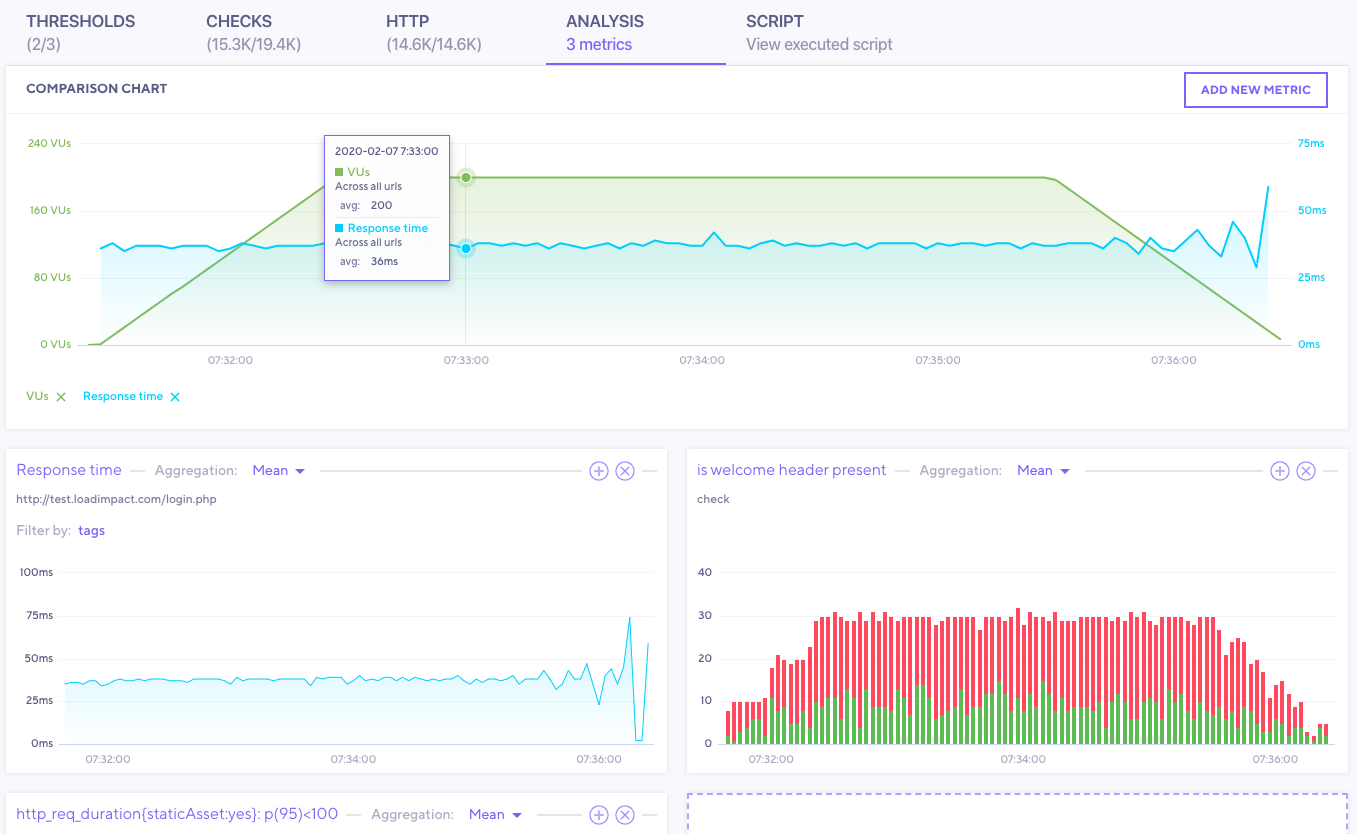 THRESHOLDS CHECKS HTTP ANALYSIS SCRIPT
(2/3) (15.3K/19.4K) (14.6K/14.6K) 3 metrics View executed script
COMPARISON CHART ADD NEW METRIC
240 VUs 75ms
160 VUs 50ms
80 VUs 25ms
0 VUs 0ms
2020-02-07 7:33:00
VUs
Across all urls
avg: 200
Response time
Across all urls
avg: 36ms
07:32:00 07:33:00 07:34:00 07:35:00 07:36:00
VUs Response time
Response time Aggregation: Mean
http://test.loadimpact.com/login.php
Filter by: tags
100ms
75ms
50ms
25ms
0ms
07:32:00 07:34:00 07:36:00
is welcome header present Aggregation: Mean
check
40
30
20
10
0
07:32:00 07:34:00 07:36:00
http_req_duration{staticAsset:yes}: p(95)<100 Aggregation: Mean